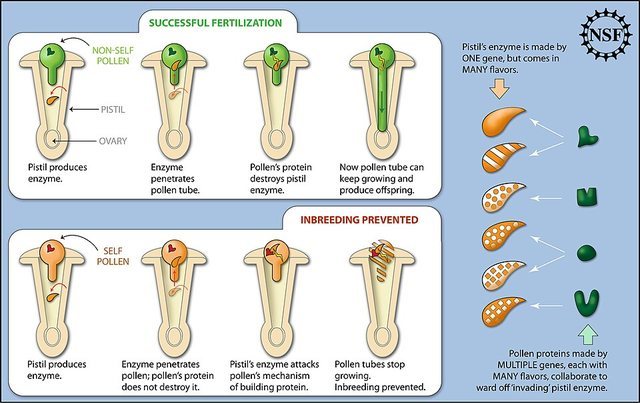 SUCCESSFUL FERTILIZATION
NON-SELF
POLLEN
PISTIL
OVARY
Pistil produces
enzyme.
Enzyme
penetrates
pollen tube.
Pollen's protein
destroys pistil
enzyme.
Now pollen tube can
keep growing and
produce offspring.
INBREEDING PREVENTED
SELF
POLLEN
Pistil produces
enzyme.
Enzyme penetrates
pollen; pollen's protein
does not destroy it.
Pistil's enzyme attacks
pollen's mechanism
of building protein.
Pollen tubes stop
growing.
Inbreeding prevented.
NSF
Pistil's enzyme is made by
ONE gene, but comes in
MANY flavors.
Pollen proteins made by
MULTIPLE genes, each with
MANY flavors, collaborate to
ward off 'invading' pistil enzyme.